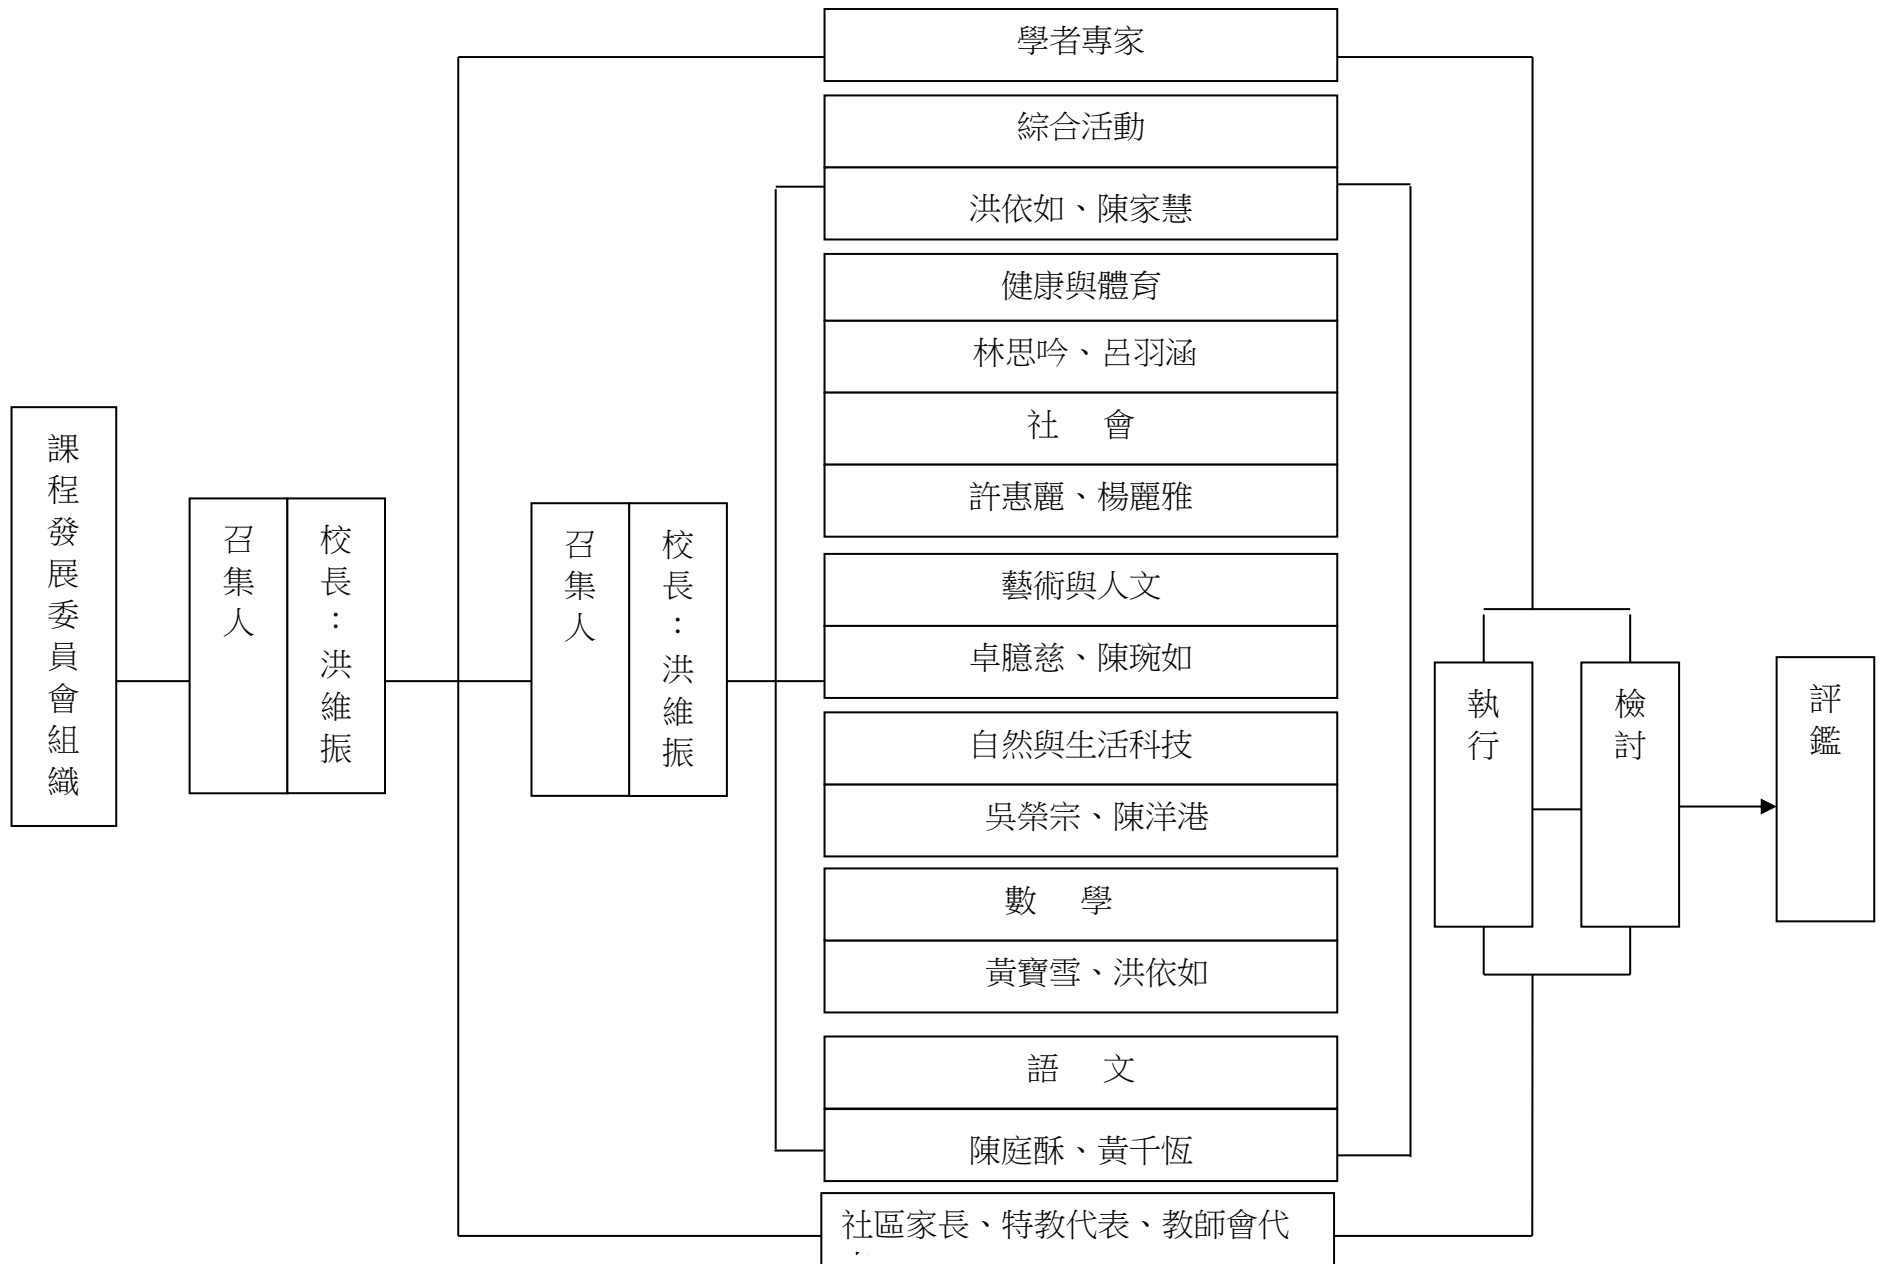 課程發展委員會組織
召集人
校長：洪維振
召集人
校長：洪維振
學者專家
綜合活動
洪依如、陳家慧
健康與體育
林思吟、呂羽涵
社 會
許惠麗、楊麗雅
藝術與人文
卓臆慈、陳琬如
自然與生活科技
吳榮宗、陳洋港
數 學
黃寶雪、洪依如
語 文
陳庭酥、黃千恆
社區家長、特教代表、教師會代
執行
檢討
評鑑